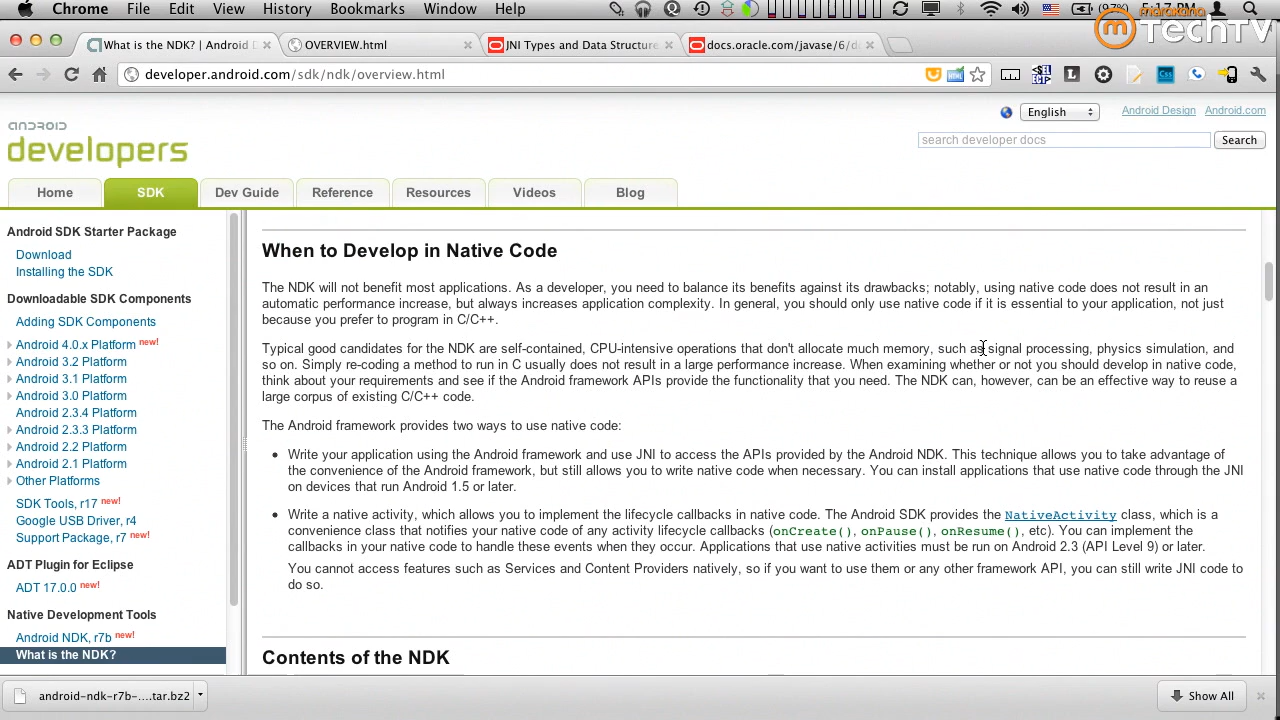 Chrome File Edit View History Bookmarks Window Help (97%) 5:17 PM
marakana
TechTV
What is the NDK? | Android D
OVERVIEW.html
JNI Types and Data Structure
docs.oracle.com/javase/6/d
developer.android.com/sdk/ndk/overview.html
English
Android Design
Android.com
ANDROID
developers
search developer docs
Search
Home
SDK
Dev Guide
Reference
Resources
Videos
Blog
Android SDK Starter Package
Download
Installing the SDK
Downloadable SDK Components
Adding SDK Components
Android 4.0.x Platform new!
Android 3.2 Platform
Android 3.1 Platform
Android 3.0 Platform
Android 2.3.4 Platform
Android 2.3.3 Platform
Android 2.2 Platform
Android 2.1 Platform
Other Platforms
SDK Tools, r17 new!
Google USB Driver, r4
Support Package, r7 new!
ADT Plugin for Eclipse
ADT 17.0.0 new!
Native Development Tools
Android NDK, r7b new!
What is the NDK?
When to Develop in Native Code
The NDK will not benefit most applications. As a developer, you need to balance its benefits against its drawbacks; notably, using native code does not result in an
automatic performance increase, but always increases application complexity. In general, you should only use native code if it is essential to your application, not just
because you prefer to program in C/C++.
Typical good candidates for the NDK are self-contained, CPU-intensive operations that don't allocate much memory, such as signal processing, physics simulation, and
so on. Simply re-coding a method to run in C usually does not result in a large performance increase. When examining whether or not you should develop in native code,
think about your requirements and see if the Android framework APIs provide the functionality that you need. The NDK can, however, can be an effective way to reuse a
large corpus of existing C/C++ code.
The Android framework provides two ways to use native code:
• Write your application using the Android framework and use JNI to access the APIs provided by the Android NDK. This technique allows you to take advantage of
the convenience of the Android framework, but still allows you to write native code when necessary. You can install applications that use native code through the JNI
on devices that run Android 1.5 or later.
• Write a native activity, which allows you to implement the lifecycle callbacks in native code. The Android SDK provides the NativeActivity class, which is a
convenience class that notifies your native code of any activity lifecycle callbacks (onCreate(), onPause(), onResume(), etc). You can implement the
callbacks in your native code to handle these events when they occur. Applications that use native activities must be run on Android 2.3 (API Level 9) or later.
You cannot access features such as Services and Content Providers natively, so if you want to use them or any other framework API, you can still write JNI code to
do so.
Contents of the NDK
android-ndk-r7b-....tar.bz2
Show All